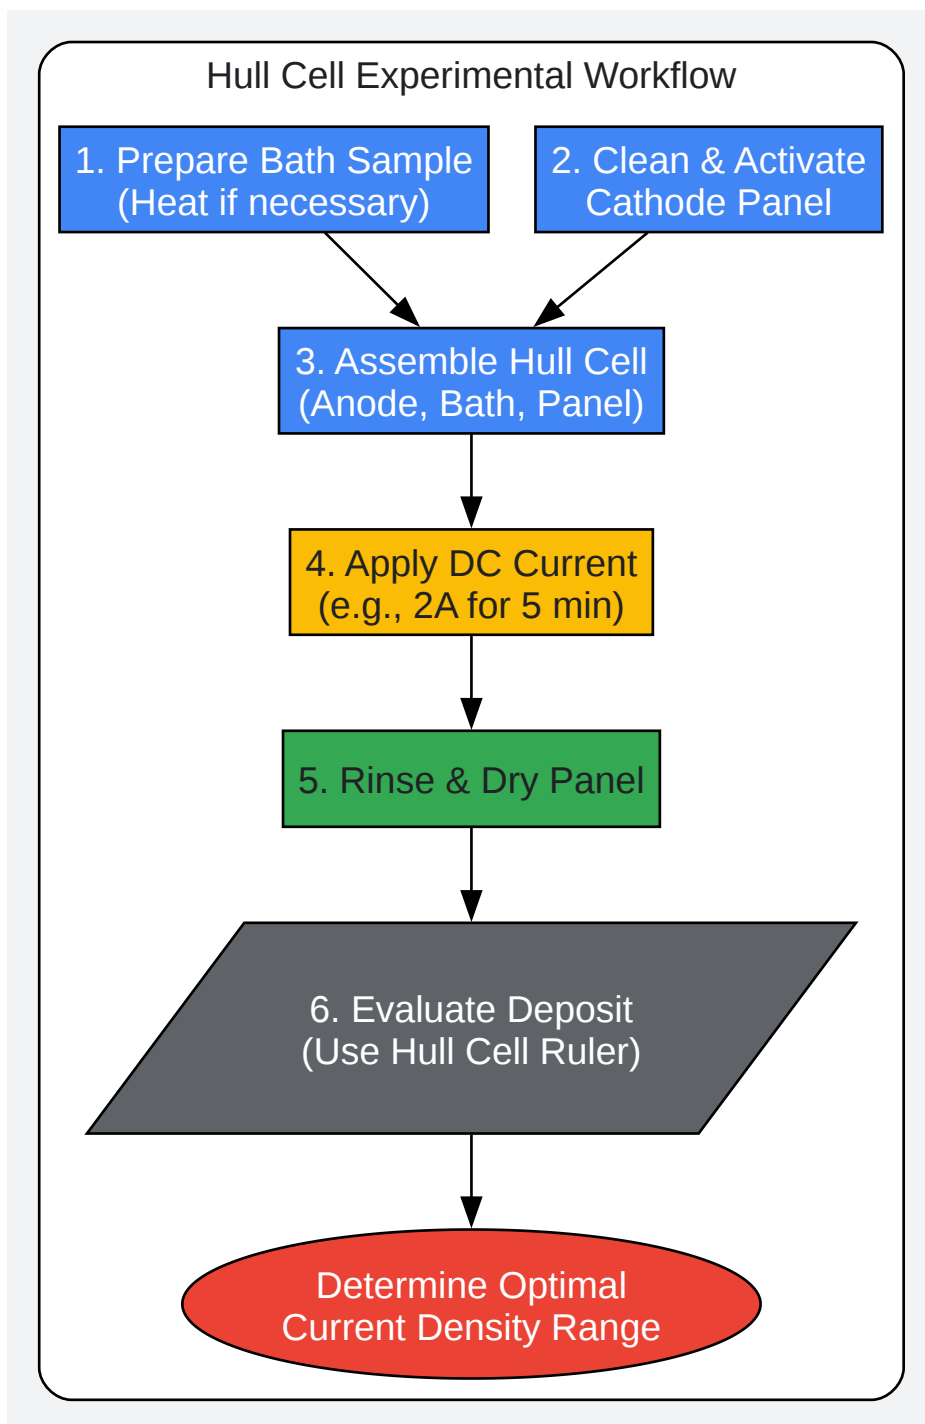 Hull Cell Experimental Workflow
1. Prepare Bath Sample
(Heat if necessary)
2. Clean & Activate
Cathode Panel
3. Assemble Hull Cell
(Anode, Bath, Panel)
4. Apply DC Current
(e.g., 2A for 5 min)
5. Rinse & Dry Panel
6. Evaluate Deposit
(Use Hull Cell Ruler)
Determine Optimal
Current Density Range